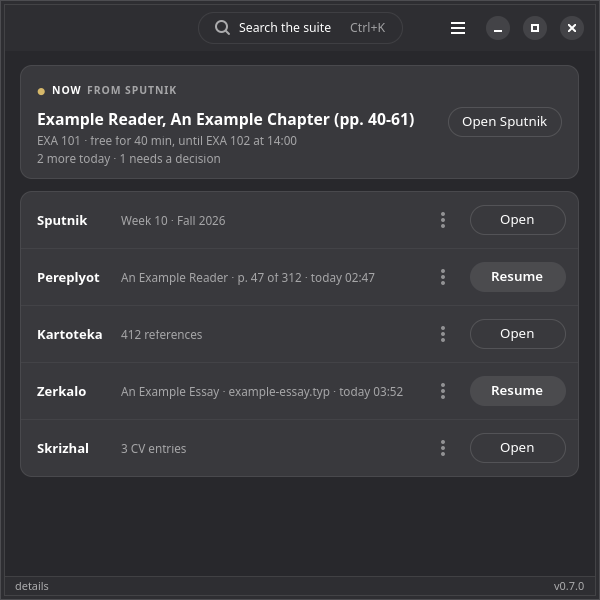 Search the suite Ctrl+K
NOW FROM SPUTNIK
Example Reader, An Example Chapter (pp. 40-61)
EXA 101 · free for 40 min, until EXA 102 at 14:00
2 more today · 1 needs a decision
Open Sputnik
Sputnik Week 10 · Fall 2026 Open
Pereplyot An Example Reader · p. 47 of 312 · today 02:47 Resume
Kartoteka 412 references Open
Zerkalo An Example Essay · example-essay.typ · today 03:52 Resume
Skrizhal 3 CV entries Open
details v0.7.0